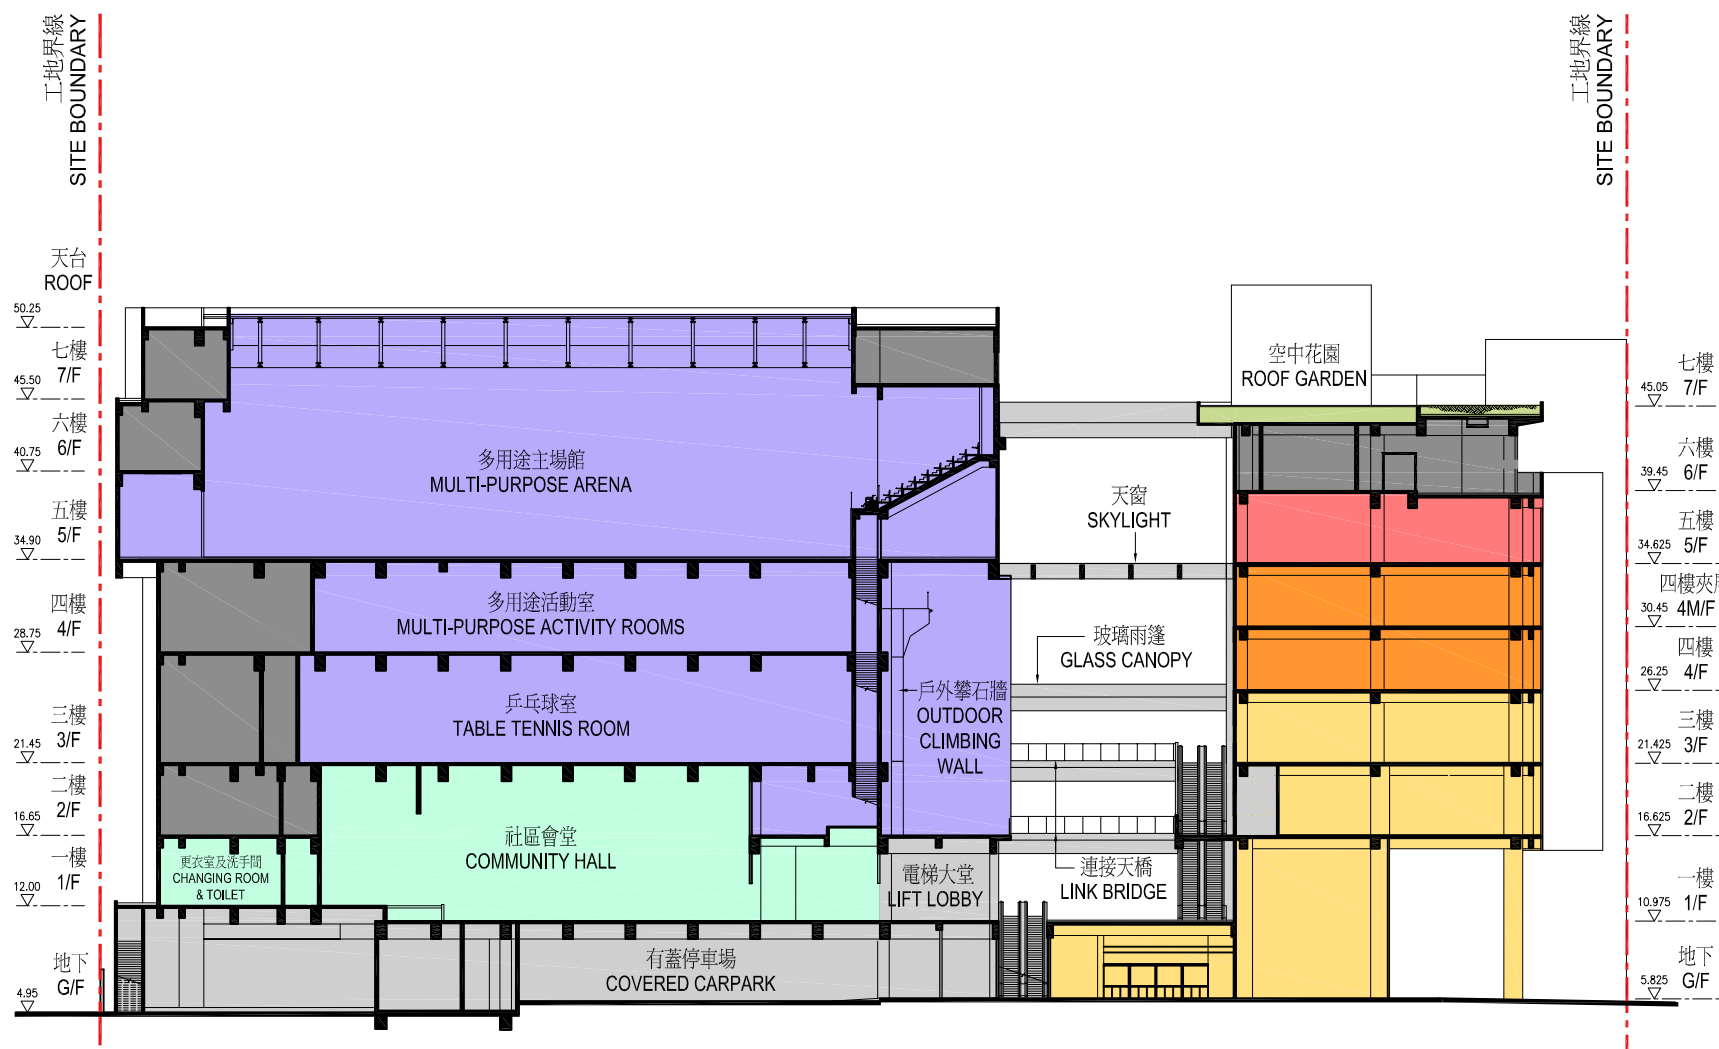 工地界線
SITE BOUNDARY
工地界線
SITE BOUNDARY
天台
ROOF
50.25
七樓
7/F
45.50
六樓
6/F
40.75
五樓
5/F
34.90
四樓
4/F
28.75
三樓
3/F
21.45
二樓
2/F
16.65
一樓
1/F
12.00
地下
G/F
4.95
多用途主場館
MULTI-PURPOSE ARENA
多用途活動室
MULTI-PURPOSE ACTIVITY ROOMS
乒乓球室
TABLE TENNIS ROOM
戶外攀石牆
OUTDOOR
CLIMBING
WALL
社區會堂
COMMUNITY HALL
更衣室及洗手間
CHANGING ROOM
& TOILET
電梯大堂
LIFT LOBBY
有蓋停車場
COVERED CARPARK
天窗
SKYLIGHT
玻璃雨篷
GLASS CANOPY
連接天橋
LINK BRIDGE
空中花園
ROOF GARDEN
七樓
7/F
45.05
六樓
6/F
39.45
五樓
5/F
34.625
四樓夾
4M/F
30.45
四樓
4/F
26.25
三樓
3/F
21.425
二樓
2/F
16.625
一樓
1/F
10.975
地下
G/F
5.825